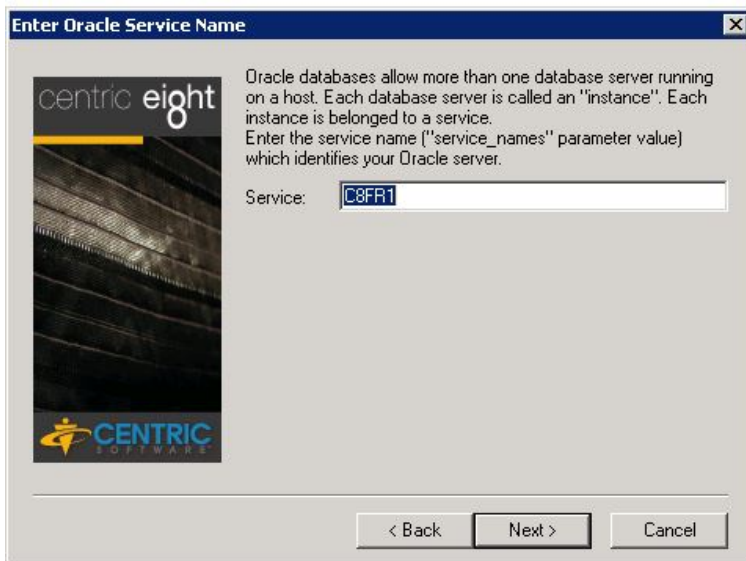 Enter Oracle Service Name
centric eight
Oracle databases allow more than one database server running
on a host. Each database server is called an "instance". Each
instance is belonged to a service.
Enter the service name ("service_names" parameter value)
which identifies your Oracle server.
Service: C8FR1
CENTRIC
SOFTWARE
< Back Next > Cancel